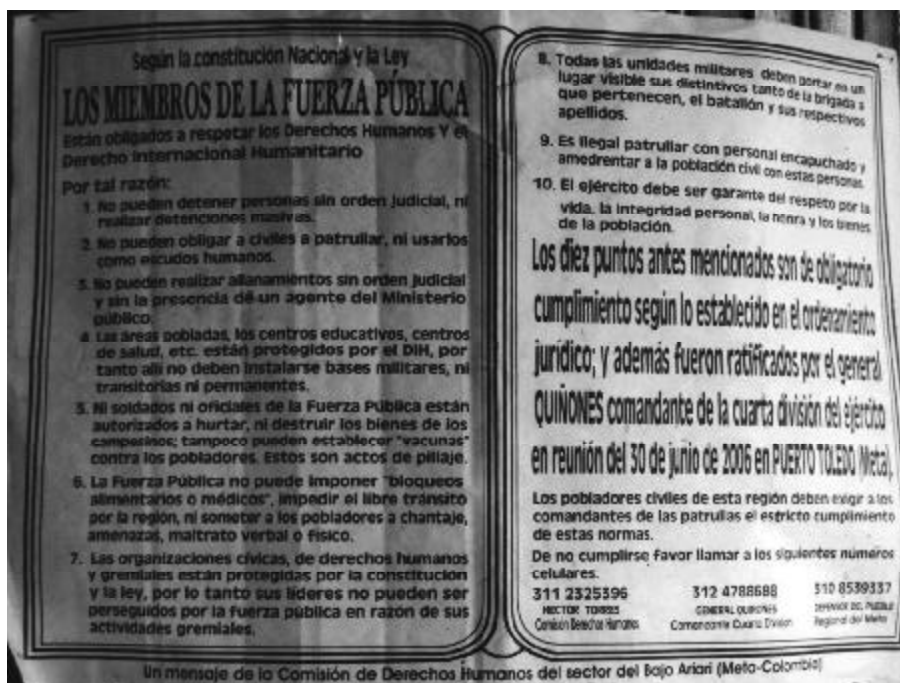 Según la constitución Nacional y la Ley
LOS MIEMBROS DE LA FUERZA PÚBLICA
Están obligados a respetar los Derechos Humanos Y el
Derecho Internacional Humanitario
Por tal razón:
1. No pueden detener personas sin orden judicial, ni
realizar detenciones masivas.
2. No pueden obligar a civiles a patrullar, ni usarlos
como escudos humanos.
3. No pueden realizar allanamientos sin orden judicial
y sin la presencia de un agente del Ministerio
público.
4. Las áreas pobladas, los centros educativos, centros
de salud, etc. están protegidos por el DIH, por
tanto allí no deben instalarse bases militares, ni
transitorias ni permanentes.
5. Ni soldados ni oficiales de la Fuerza Pública están
autorizados a hurtar, ni destruir los bienes de los
campesinos; tampoco pueden establecer "vacunas"
contra los pobladores. Estos son actos de pillaje.
6. La Fuerza Pública no puede imponer "bloqueos
alimentarios o médicos", impedir el libre tránsito
por la región, ni someter a los pobladores a chantaje,
amenazas, maltrato verbal o físico.
7. Las organizaciones cívicas, de derechos humanos
y gremiales están protegidas por la constitución
y la ley, por lo tanto sus líderes no pueden ser
perseguidos por la fuerza pública en razón de sus
actividades gremiales.
8. Todas las unidades militares deben portar en un
lugar visible sus distintivos tanto de la brigada a
que pertenecen, el batallón y sus respectivos
apellidos.
9. Es ilegal patrullar con personal encapuchado y
amedrentar a la población civil con estas personas.
10. El ejército debe ser garante del respeto por la
vida, la integridad personal, la honra y los bienes
de la población.
Los diez puntos antes mencionados son de obligatorio
cumplimiento según lo establecido en el ordenamiento
jurídico; y además fueron ratificados por el general
QUIÑONES comandante de la cuarta división del ejército
en reunión del 30 de junio de 2006 en PUERTO TOLEDO (Meta).
Los pobladores civiles de esta región deben exigir a los
comandantes de las patrullas el estricto cumplimiento
de estas normas.
De no cumplirse favor llamar a los siguientes números
celulares.
311 2325396 312 4788688 310 8539337
HECTOR TORRES GENERAL QUIÑONES DEFENSOR DEL PUEBLO
Comisión Derechos Humanos Comandante Cuarta División Regional del Meta
Un mensaje de la Comisión de Derechos Humanos del sector del Bajo Ariari (Meta-Colombia)